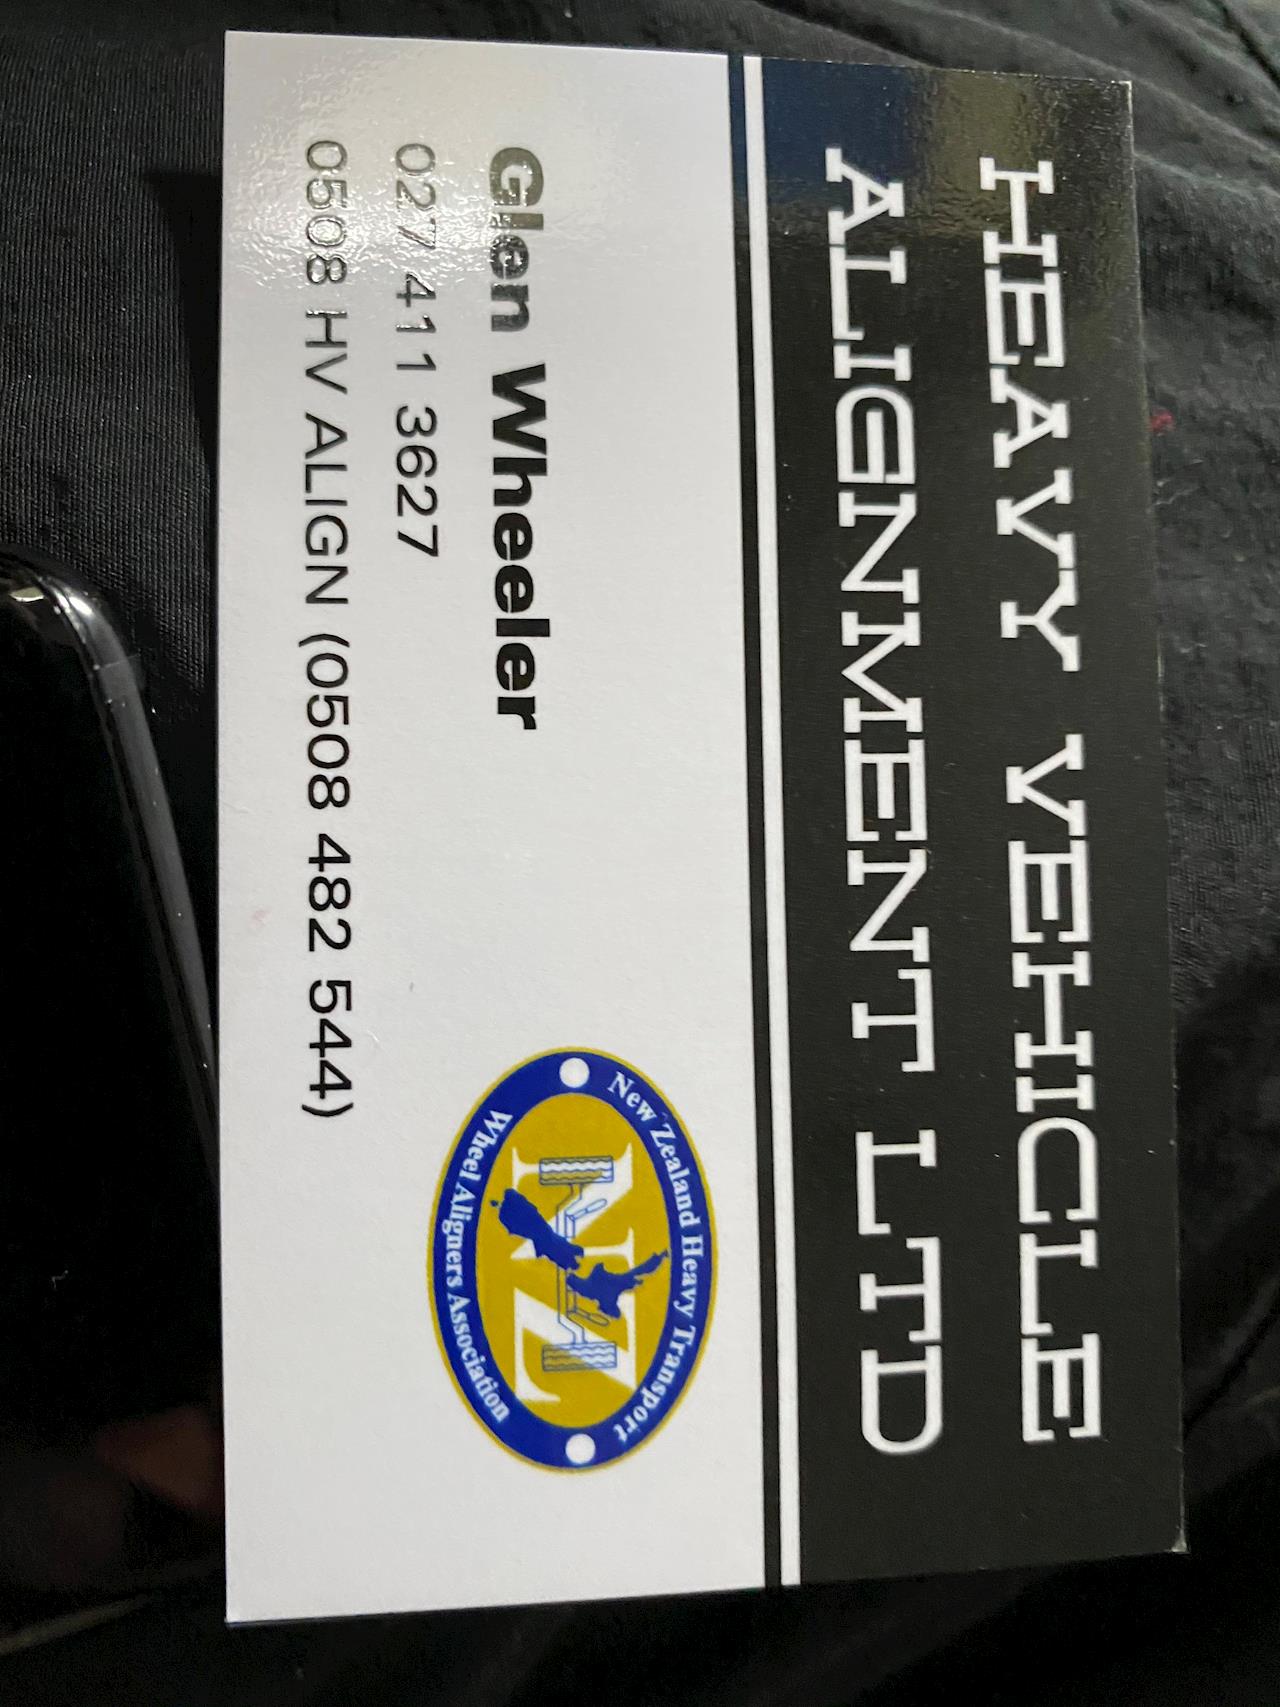 HEAVY VEHICLE
ALIGNMENT LTD
Glen Wheeler
027 411 3627
0508 HV ALIGN (0508 482 544)
New Zealand Heavy Transport
NZ
Wheel Aligners Association